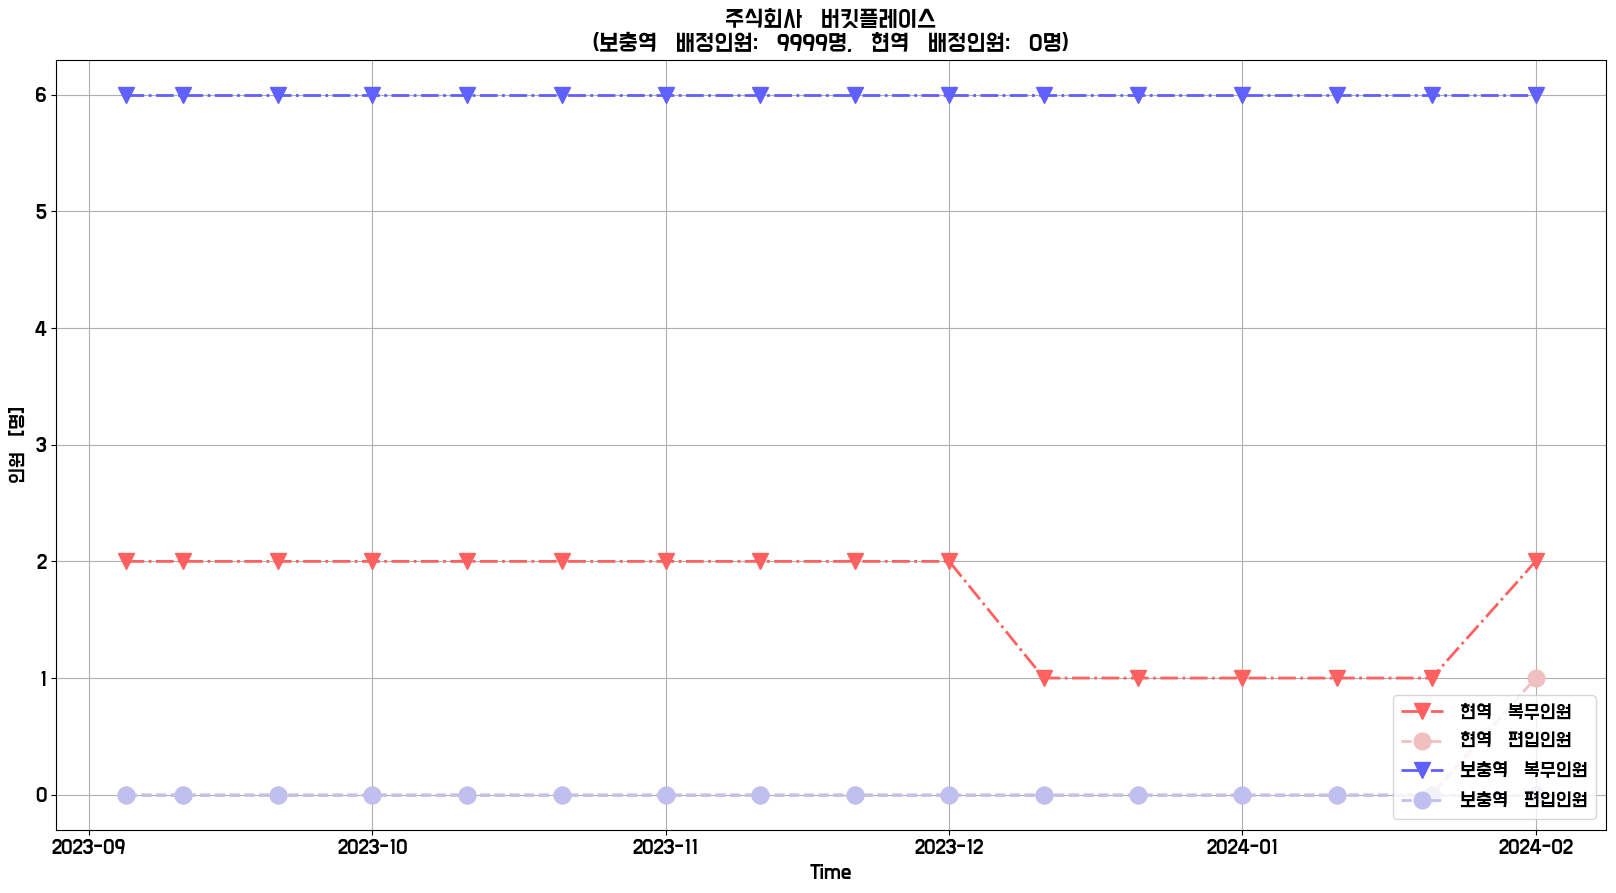 주식회사 버킷플레이스
(보충역 배정인원: 9999명, 현역 배정인원: 0명)
6
5
4
3
2
1
0
인원 [명]
현역 복무인원
현역 편입인원
보충역 복무인원
보충역 편입인원
2023-09 2023-10 2023-11 2023-12 2024-01 2024-02
Time